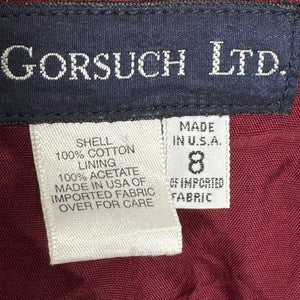 GORSUCH LTD.
SHELL
100% COTTON
LINING
100% ACETATE
MADE IN USA OF
IMPORTED FABRIC
OVER FOR CARE
MADE
IN U.S.A.
8
OF IMPORTED
FABRIC